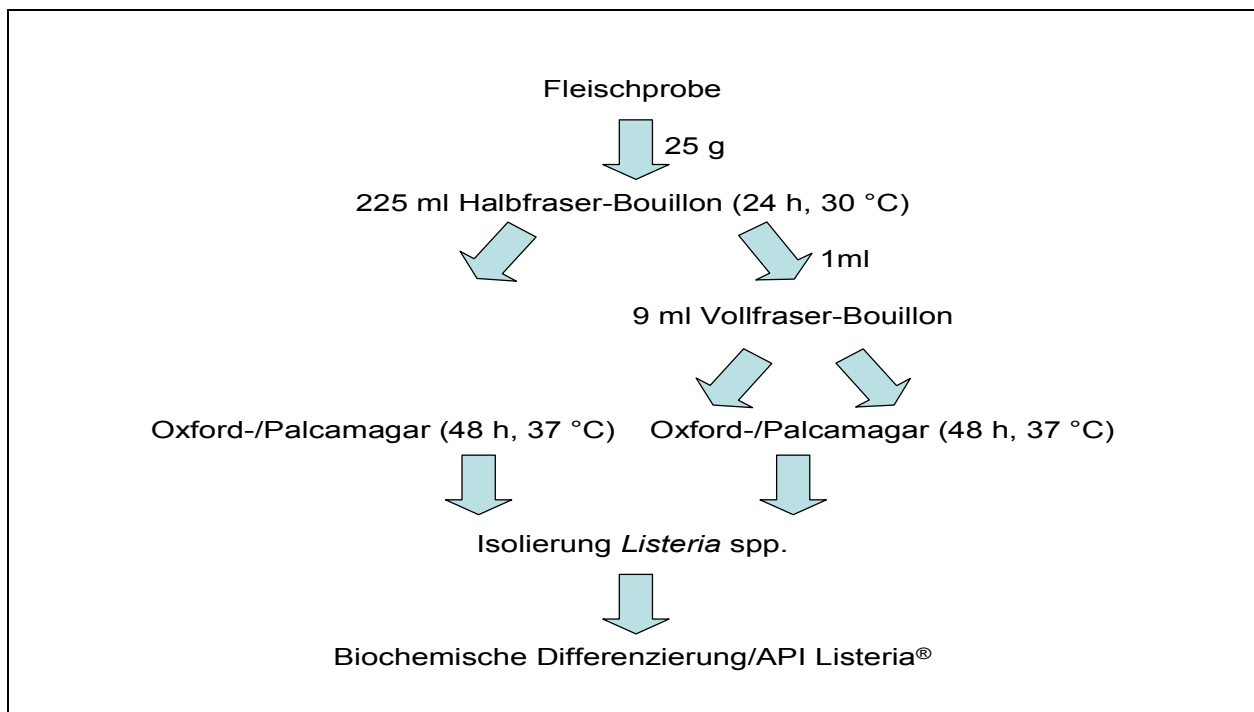 Fleischprobe
25 g
225 ml Halbfraser-Bouillon (24 h, 30 °C)
1ml
9 ml Vollfraser-Bouillon
Oxford-/Palcamagar (48 h, 37 °C) Oxford-/Palcamagar (48 h, 37 °C)
Isolierung Listeria spp.
Biochemische Differenzierung/API Listeria®